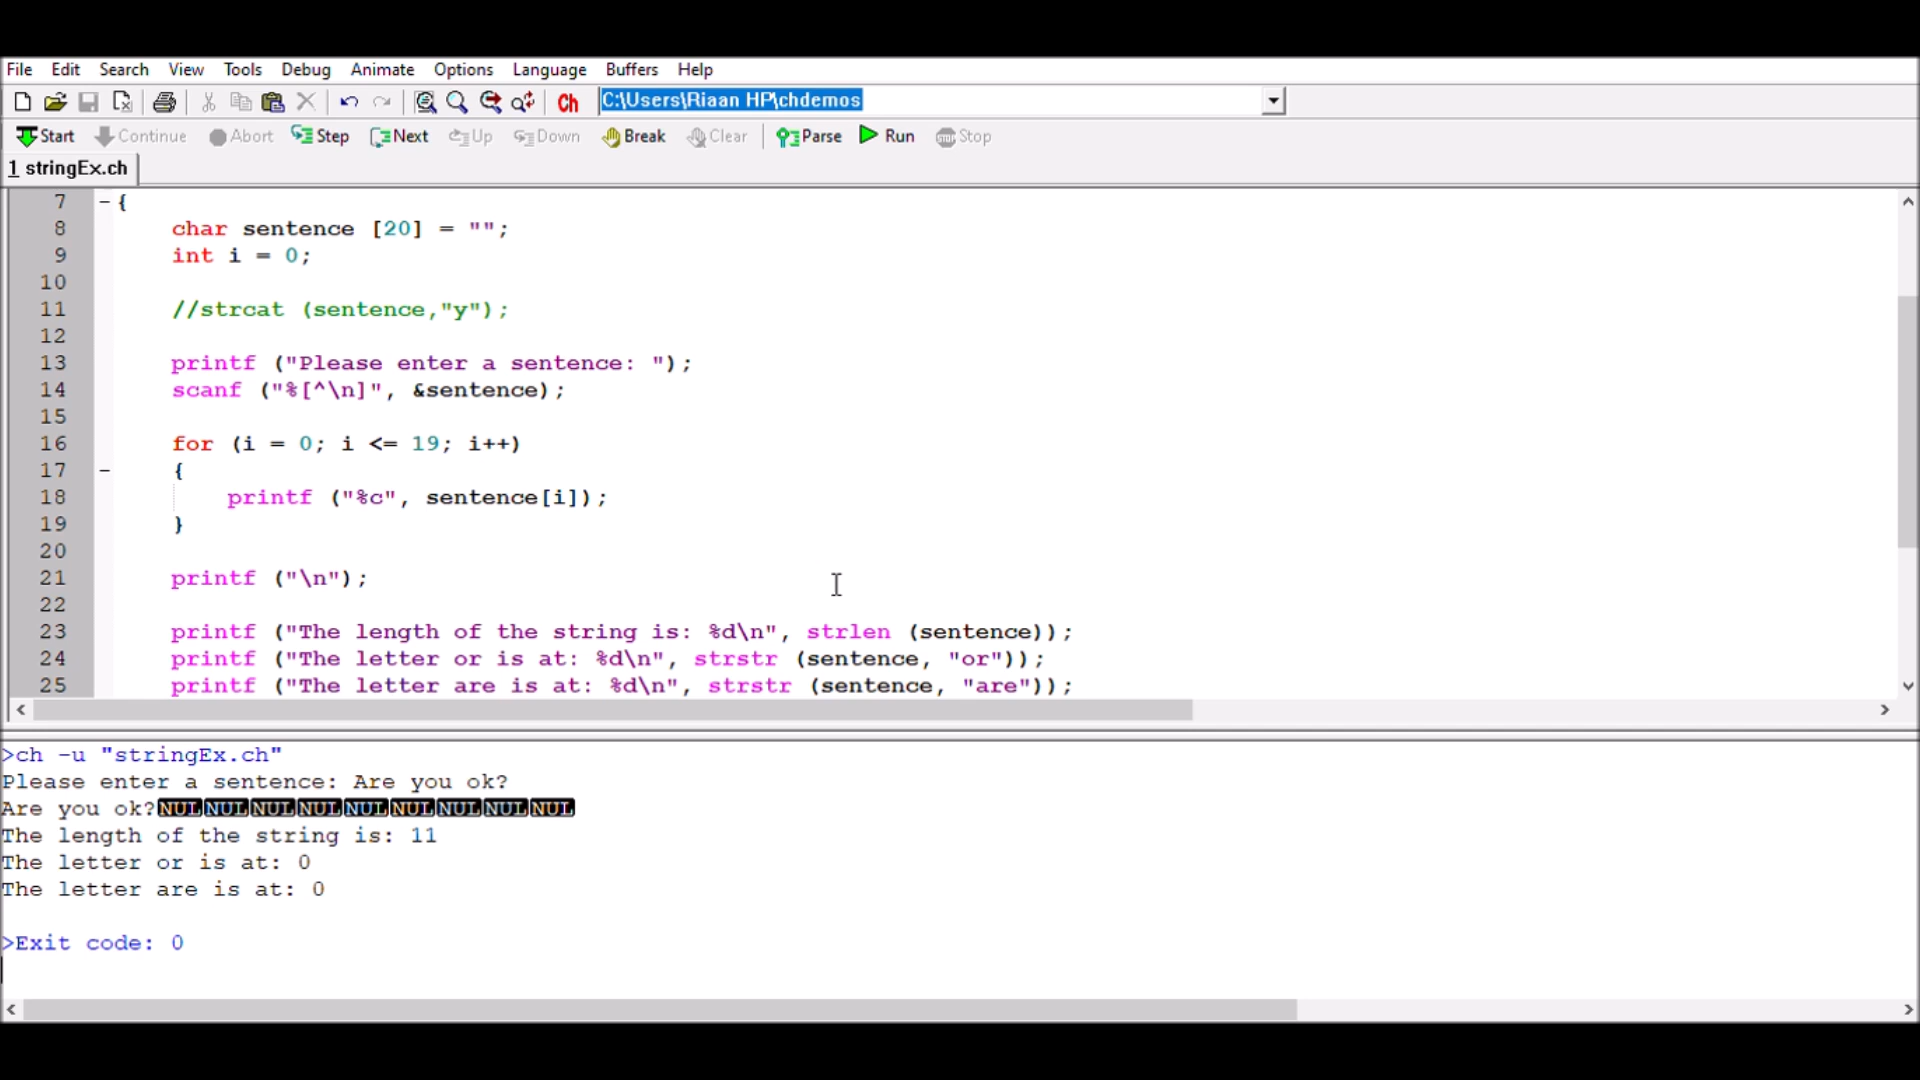 File Edit Search View Tools Debug Animate Options Language Buffers Help
Ch C:\Users\Riaan HP\chdemos
Start Continue Abort Step Next Up Down Break Clear Parse Run Stop
1 stringEx.ch
7 {
8 char sentence [20] = "";
9 int i = 0;
10
11 //strcat (sentence,"y");
12
13 printf ("Please enter a sentence: ");
14 scanf ("%[^\n]", &sentence);
15
16 for (i = 0; i <= 19; i++)
17 {
18 printf ("%c", sentence[i]);
19 }
20
21 printf ("\n");
22
23 printf ("The length of the string is: %d\n", strlen (sentence));
24 printf ("The letter or is at: %d\n", strstr (sentence, "or"));
25 printf ("The letter are is at: %d\n", strstr (sentence, "are"));
>ch -u "stringEx.ch"
Please enter a sentence: Are you ok?
Are you ok?NULNULNULNULNULNULNULNULNUL
The length of the string is: 11
The letter or is at: 0
The letter are is at: 0
>Exit code: 0